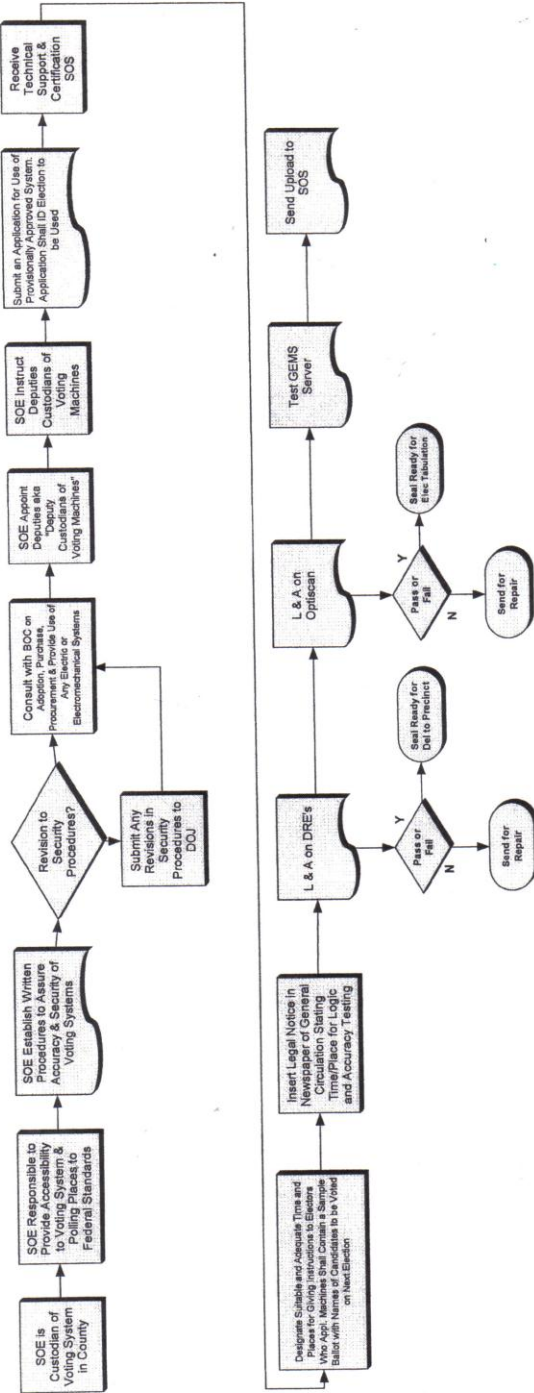 SOE is
Custodian of
Voting System
in County
SOE Responsible to
Provide Accessibility
to Voting System &
Polling Places to
Federal Standards
SOE Establish Written
Procedures to Assure
Accuracy & Security of
Voting Systems
Revision to
Security
Procedures?
Submit Any
Revisions in
Security
Procedures to
DOJ
Consult with BOC on
Adoption, Purchase,
Procurement & Provide Use of
Any Electric or
Electromechanical Systems
SOE Appoint
Deputies aka
"Deputy
Custodians of
Voting Machines"
SOE Instruct
Deputies
Custodians of
Voting
Machines
Submit an Application for Use of
Provisionally Approved System.
Application Shall ID Election to
be Used
Receive
Technical
Support &
Certification
SOS
Designate Suitable and Adequate Time and
Places for Giving Instructions to Electors
Who Appl. Machines Shall Contain a Sample
Ballot with Names of Candidates to be Voted
on Next Election
Insert Legal Notice in
Newspaper of General
Circulation Stating
Time/Place for Logic
and Accuracy Testing
L & A on DRE's
Pass or
Fail
Y
N
Seal Ready for
Del to Precinct
Send for
Repair
L & A on
Optiscan
Pass or
Fail
Y
N
Seal Ready for
Elec Tabulation
Send for
Repair
Test GEMS
Server
Send Upload to
SOS